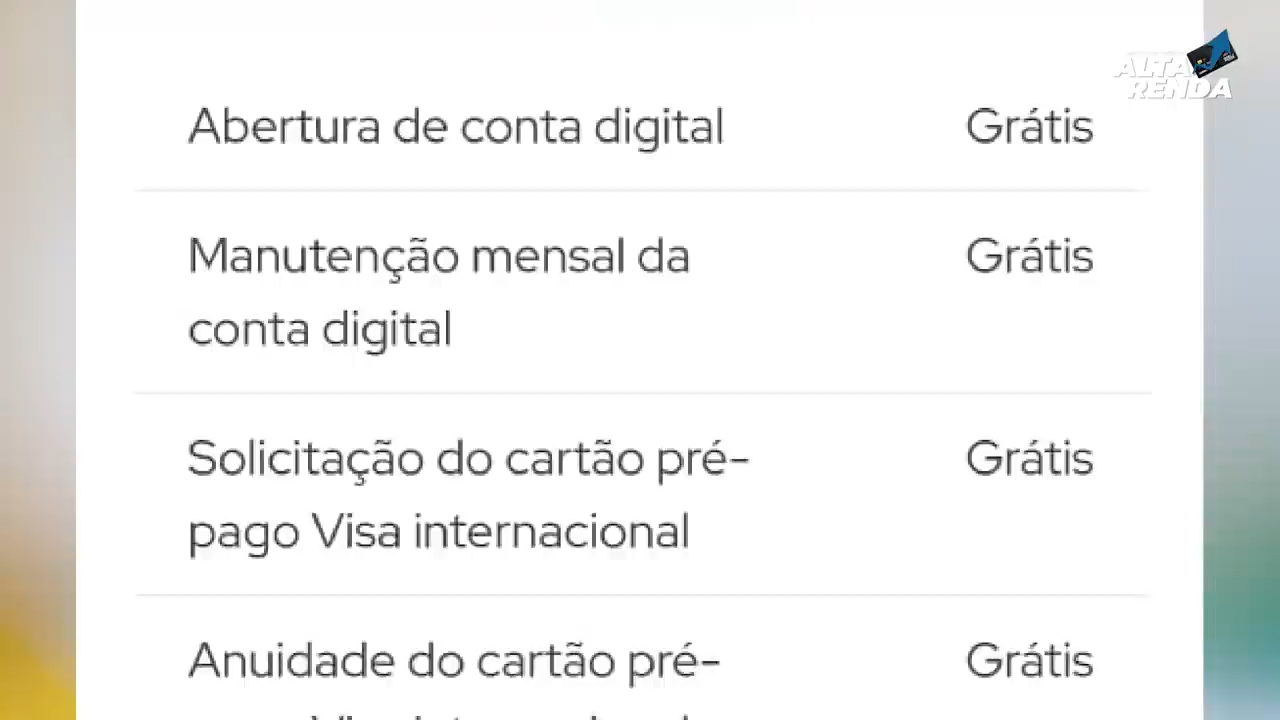 ALTA
RENDA
Abertura de conta digital Grátis
Manutenção mensal da Grátis
conta digital
Solicitação do cartão pré- Grátis
pago Visa internacional
Anuidade do cartão pré- Grátis